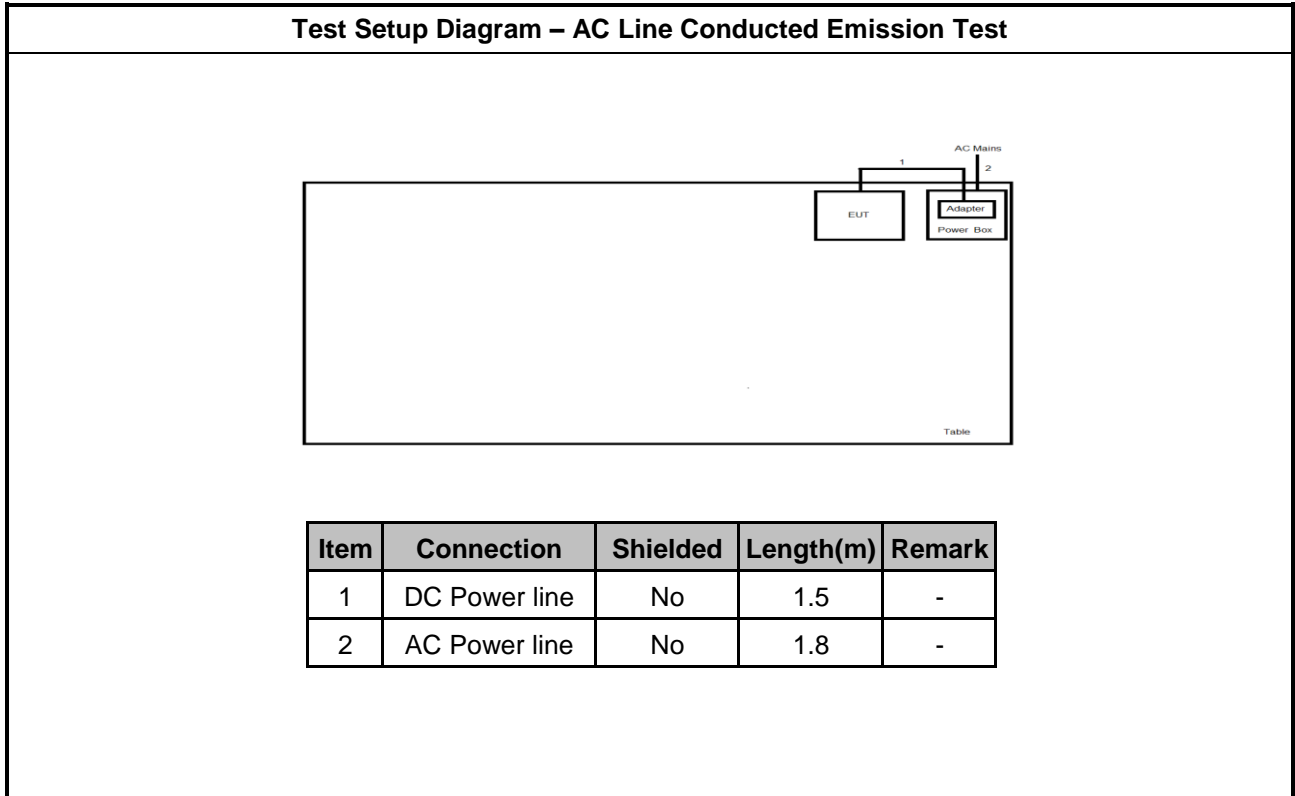 Test Setup Diagram – AC Line Conducted Emission Test
AC Mains
1
2
EUT
Adapter
Power Box
Table
Item Connection Shielded Length(m) Remark
1 DC Power line No 1.5 -
2 AC Power line No 1.8 -